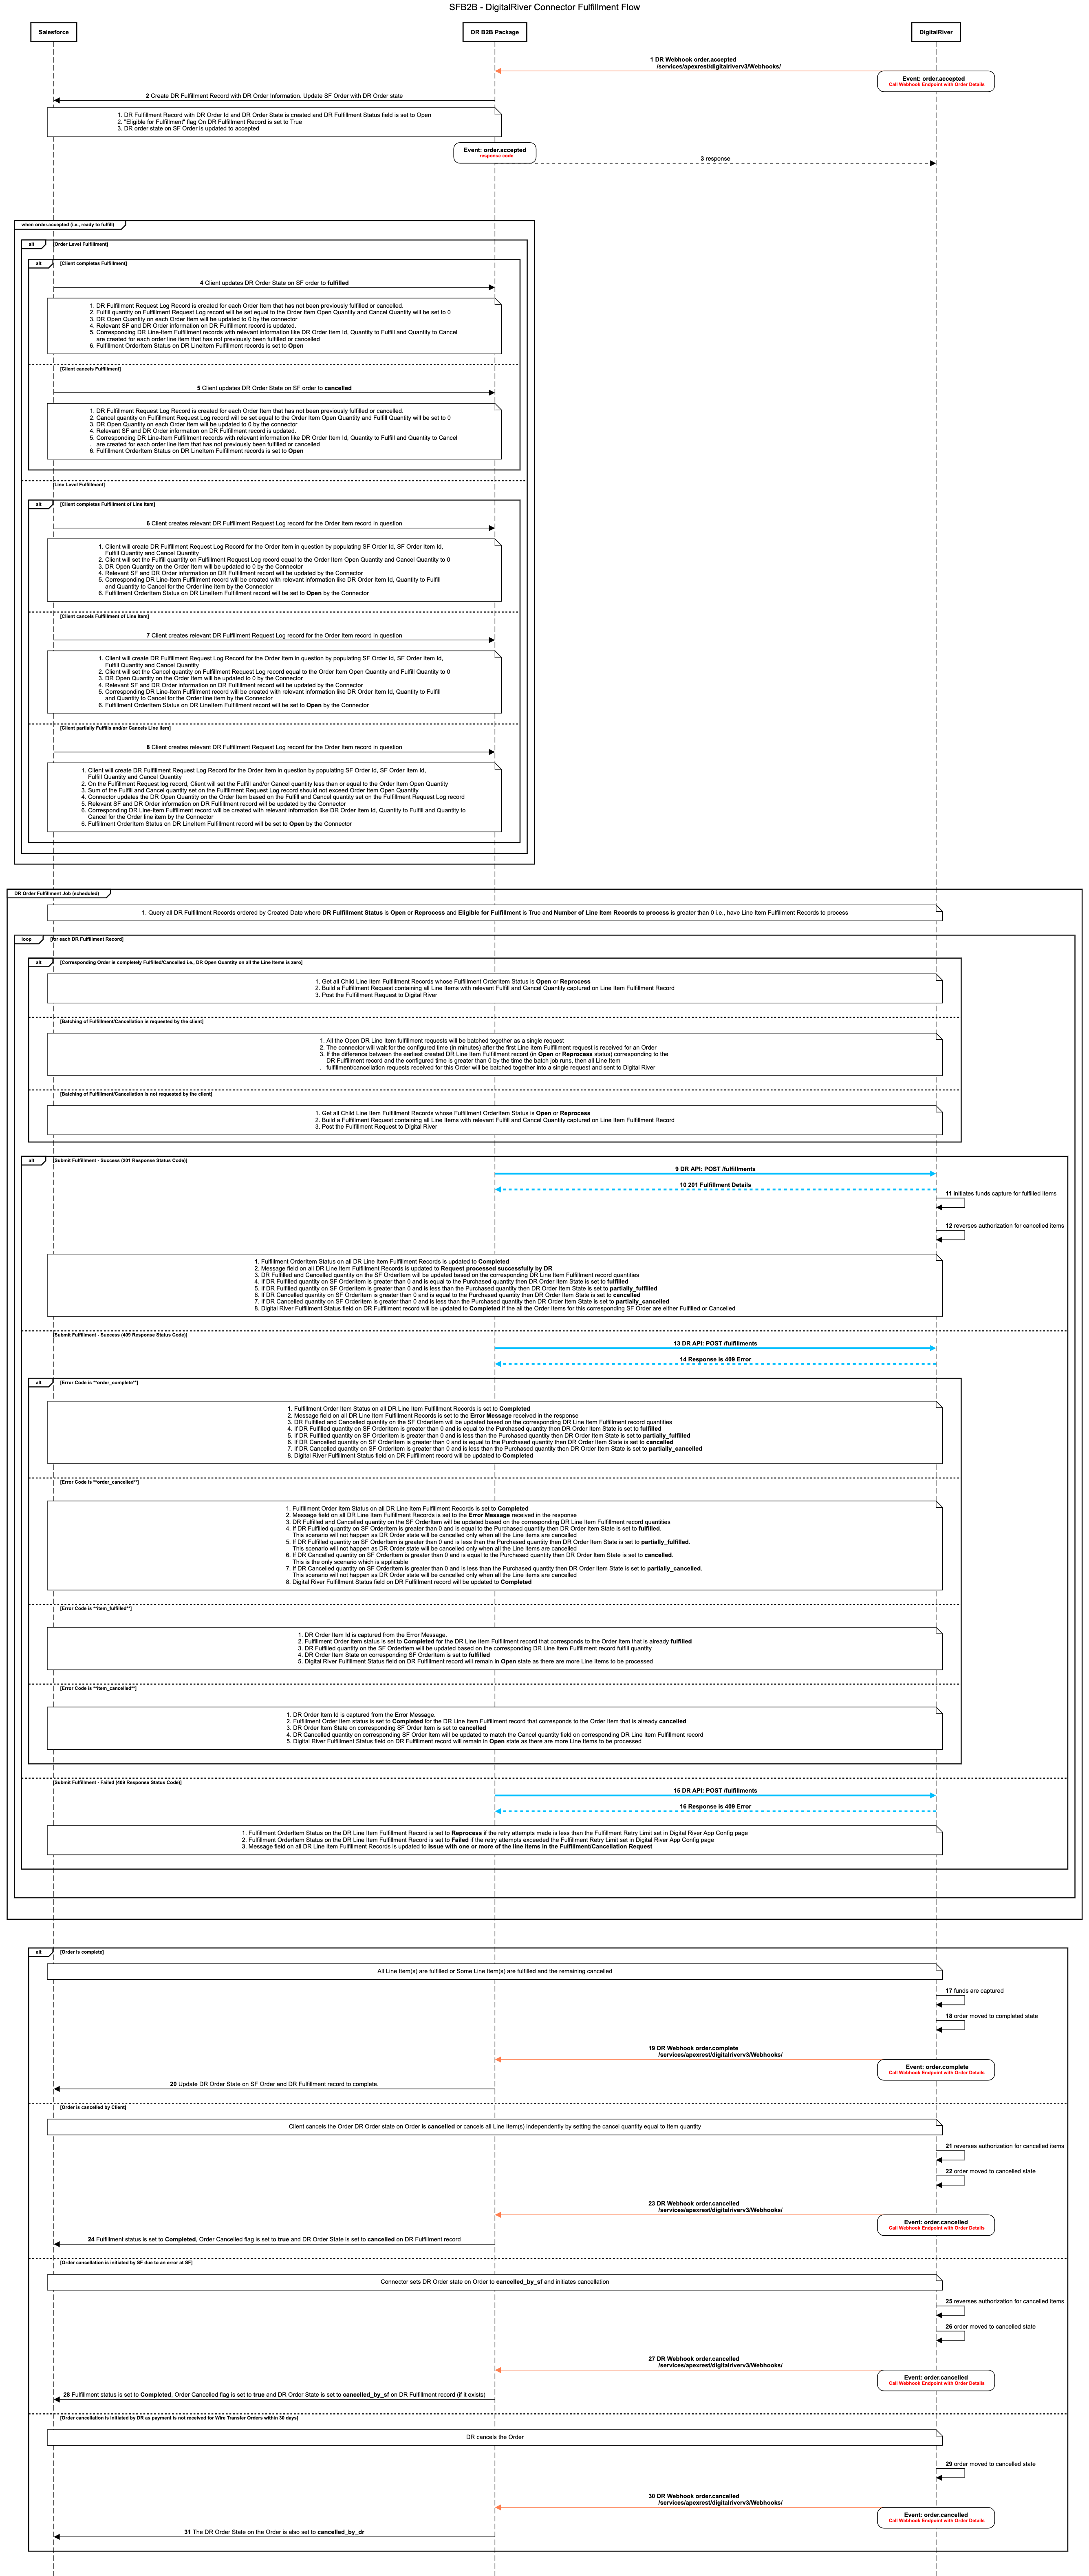 SFB2B - DigitalRiver Connector Fulfillment Flow
Salesforce
DR B2B Package
DigitalRiver
1 DR Webhook order.accepted
/services/apexrest/digitalriverv3/Webhooks/
Event: order.accepted
Call Webhook Endpoint with Order Details
2 Create DR Fulfillment Record with DR Order Information. Update SF Order with DR Order state
1. DR Fulfillment Record with DR Order Id and DR Order State is created and DR Fulfillment Status field is set to Open
2. "Eligible for Fulfillment" flag On DR Fulfillment Record is set to True
3. DR order state on SF Order is updated to accepted
Event: order.accepted
response.code
3 response
when order.accepted (i.e., ready to fulfill)
alt
[Order Level Fulfillment]
alt
[Client completes Fulfillment]
4 Client updates DR Order State on SF order to fulfilled
1. DR Fulfillment Request Log Record is created for each Order Item that has not been previously fulfilled or cancelled.
2. Fulfill quantity on Fulfillment Request Log record will be set equal to the Order Item Open Quantity and Cancel Quantity will be set to 0
3. DR Open Quantity on each Order Item will be updated to 0 by the connector
4. Relevant SF and DR Order information on DR Fulfillment record is updated.
5. Corresponding DR Line-Item Fulfillment records with relevant information like DR Order Item Id, Quantity to Fulfill and Quantity to Cancel
are created for each order line item that has not previously been fulfilled or cancelled
6. Fulfillment OrderItem Status on DR LineItem Fulfillment records is set to Open
[Client cancels Fulfillment]
5 Client updates DR Order State on SF order to cancelled
1. DR Fulfillment Request Log Record is created for each Order Item that has not been previously fulfilled or cancelled.
2. Cancel quantity on Fulfillment Request Log record will be set equal to the Order Item Open Quantity and Fulfill Quantity will be set to 0
3. DR Open Quantity on each Order Item will be updated to 0 by the connector
4. Relevant SF and DR Order information on DR Fulfillment record is updated.
5. Corresponding DR Line-Item Fulfillment records with relevant information like DR Order Item Id, Quantity to Fulfill and Quantity to Cancel
. are created for each order line item that has not previously been fulfilled or cancelled
6. Fulfillment OrderItem Status on DR LineItem Fulfillment records is set to Open
[Line Level Fulfillment]
alt
[Client completes Fulfillment of Line Item]
6 Client creates relevant DR Fulfillment Request Log record for the Order Item record in question
1. Client will create DR Fulfillment Request Log Record for the Order Item in question by populating SF Order Id, SF Order Item Id,
Fulfill Quantity and Cancel Quantity
2. Client will set the Fulfill quantity on Fulfillment Request Log record equal to the Order Item Open Quantity and Cancel Quantity to 0
3. DR Open Quantity on the Order Item will be updated to 0 by the Connector
4. Relevant SF and DR Order information on DR Fulfillment record will be updated by the Connector
5. Corresponding DR Line-Item Fulfillment record will be created with relevant information like DR Order Item Id, Quantity to Fulfill
and Quantity to Cancel for the Order line item by the Connector
6. Fulfillment OrderItem Status on DR LineItem Fulfillment record will be set to Open by the Connector
[Client cancels Fulfillment of Line Item]
7 Client creates relevant DR Fulfillment Request Log record for the Order Item record in question
1. Client will create DR Fulfillment Request Log Record for the Order Item in question by populating SF Order Id, SF Order Item Id,
Fulfill Quantity and Cancel Quantity
2. Client will set the Cancel quantity on Fulfillment Request Log record equal to the Order Item Open Quantity and Fulfill Quantity to 0
3. DR Open Quantity on the Order Item will be updated to 0 by the Connector
4. Relevant SF and DR Order information on DR Fulfillment record will be updated by the Connector
5. Corresponding DR Line-Item Fulfillment record will be created with relevant information like DR Order Item Id, Quantity to Fulfill
and Quantity to Cancel for the Order line item by the Connector
6. Fulfillment OrderItem Status on DR LineItem Fulfillment record will be set to Open by the Connector
[Client partially Fulfills and/or Cancels Line Item]
8 Client creates relevant DR Fulfillment Request Log record for the Order Item record in question
1. Client will create DR Fulfillment Request Log Record for the Order Item in question by populating SF Order Id, SF Order Item Id,
Fulfill Quantity and Cancel Quantity
2. On the Fulfillment Request log record, Client will set the Fulfill and/or Cancel quantity less than or equal to the Order Item Open Quantity
3. Sum of the Fulfill and Cancel quantity set on the Fulfillment Request Log record should not exceed Order Item Open Quantity
4. Connector updates the DR Open Quantity on the Order Item based on the Fulfill and Cancel quantity set on the Fulfillment Request Log record
5. Relevant SF and DR Order information on DR Fulfillment record will be updated by the Connector
6. Corresponding DR Line-Item Fulfillment record will be created with relevant information like DR Order Item Id, Quantity to Fulfill and Quantity to
Cancel for the Order line item by the Connector
6. Fulfillment OrderItem Status on DR LineItem Fulfillment record will be set to Open by the Connector
DR Order Fulfillment Job (scheduled)
1. Query all DR Fulfillment Records ordered by Created Date where DR Fulfillment Status is Open or Reprocess and Eligible for Fulfillment is True and Number of Line Item Records to process is greater than 0 i.e., have Line Item Fulfillment Records to process
loop
[for each DR Fulfillment Record]
alt
[Corresponding Order is completely Fulfilled/Cancelled i.e., DR Open Quantity on all the Line Items is zero]
1. Get all Child Line Item Fulfillment Records whose Fulfillment OrderItem Status is Open or Reprocess
2. Build a Fulfillment Request containing all Line Items with relevant Fulfill and Cancel Quantity captured on Line Item Fulfillment Record
3. Post the Fulfillment Request to Digital River
[Batching of Fulfillment/Cancellation is requested by the client]
1. All the Open DR Line Item fulfillment requests will be batched together as a single request
2. The connector will wait for the configured time (in minutes) after the first Line Item Fulfillment request is received for an Order
3. If the difference between the earliest created DR Line Item Fulfillment record (in Open or Reprocess status) corresponding to the
DR Fulfillment record and the configured time is greater than 0 by the time the batch job runs, then all Line Item
. fulfillment/cancellation requests received for this Order will be batched together into a single request and sent to Digital River
[Batching of Fulfillment/Cancellation is not requested by the client]
1. Get all Child Line Item Fulfillment Records whose Fulfillment OrderItem Status is Open or Reprocess
2. Build a Fulfillment Request containing all Line Items with relevant Fulfill and Cancel Quantity captured on Line Item Fulfillment Record
3. Post the Fulfillment Request to Digital River
alt
[Submit Fulfillment - Success (201 Response Status Code)]
9 DR API: POST /fulfillments
10 201 Fulfillment Details
11 initiates funds capture for fulfilled items
12 reverses authorization for cancelled items
1. Fulfillment OrderItem Status on all DR Line Item Fulfillment Records is updated to Completed
2. Message field on all DR Line Item Fulfillment Records is updated to Request processed successfully by DR
3. DR Fulfilled and Cancelled quantity on the SF OrderItem will be updated based on the corresponding DR Line Item Fulfillment record quantities
4. If DR Fulfilled quantity on SF OrderItem is greater than 0 and is equal to the Purchased quantity then DR Order Item State is set to fulfilled
5. If DR Fulfilled quantity on SF OrderItem is greater than 0 and is less than the Purchased quantity then DR Order Item State is set to partially_fulfilled
6. If DR Cancelled quantity on SF OrderItem is greater than 0 and is equal to the Purchased quantity then DR Order Item State is set to cancelled
7. If DR Cancelled quantity on SF OrderItem is greater than 0 and is less than the Purchased quantity then DR Order Item State is set to partially_cancelled
8. Digital River Fulfillment Status field on DR Fulfillment record will be updated to Completed if the all the Order Items for this corresponding SF Order are either Fulfilled or Cancelled
[Submit Fulfillment - Success (409 Response Status Code)]
13 DR API: POST /fulfillments
14 Response is 409 Error
alt
[Error Code is **order_complete**]
1. Fulfillment Order Item Status on all DR Line Item Fulfillment Records is set to Completed
2. Message field on all DR Line Item Fulfillment Records is set to the Error Message received in the response
3. DR Fulfilled and Cancelled quantity on the SF OrderItem will be updated based on the corresponding DR Line Item Fulfillment record quantities
4. If DR Fulfilled quantity on SF OrderItem is greater than 0 and is equal to the Purchased quantity then DR Order Item State is set to fulfilled
5. If DR Fulfilled quantity on SF OrderItem is greater than 0 and is less than the Purchased quantity then DR Order Item State is set to partially_fulfilled
6. If DR Cancelled quantity on SF OrderItem is greater than 0 and is equal to the Purchased quantity then DR Order Item State is set to cancelled
7. If DR Cancelled quantity on SF OrderItem is greater than 0 and is less than the Purchased quantity then DR Order Item State is set to partially_cancelled
8. Digital River Fulfillment Status field on DR Fulfillment record will be updated to Completed
[Error Code is **order_cancelled**]
1. Fulfillment Order Item Status on all DR Line Item Fulfillment Records is set to Completed
2. Message field on all DR Line Item Fulfillment Records is set to the Error Message received in the response
3. DR Fulfilled and Cancelled quantity on the SF OrderItem will be updated based on the corresponding DR Line Item Fulfillment record quantities
4. If DR Fulfilled quantity on SF OrderItem is greater than 0 and is equal to the Purchased quantity then DR Order Item State is set to fulfilled.
This scenario will not happen as DR Order state will be cancelled only when all the Line items are cancelled
5. If DR Fulfilled quantity on SF OrderItem is greater than 0 and is less than the Purchased quantity then DR Order Item State is set to partially_fulfilled.
This scenario will not happen as DR Order state will be cancelled only when all the Line items are cancelled
6. If DR Cancelled quantity on SF OrderItem is greater than 0 and is equal to the Purchased quantity then DR Order Item State is set to cancelled.
This is the only scenario which is applicable
7. If DR Cancelled quantity on SF OrderItem is greater than 0 and is less than the Purchased quantity then DR Order Item State is set to partially_cancelled.
This scenario will not happen as DR Order state will be cancelled only when all the Line items are cancelled
8. Digital River Fulfillment Status field on DR Fulfillment record will be updated to Completed
[Error Code is **item_fulfilled**]
1. DR Order Item Id is captured from the Error Message.
2. Fulfillment Order Item status is set to Completed for the DR Line Item Fulfillment record that corresponds to the Order Item that is already fulfilled
3. DR Fulfilled quantity on the SF OrderItem will be updated based on the corresponding DR Line Item Fulfillment record fulfill quantity
4. DR Order Item State on corresponding SF OrderItem is set to fulfilled
5. Digital River Fulfillment Status field on DR Fulfillment record will remain in Open state as there are more Line Items to be processed
[Error Code is **item_cancelled**]
1. DR Order Item Id is captured from the Error Message.
2. Fulfillment Order Item status is set to Completed for the DR Line Item Fulfillment record that corresponds to the Order Item that is already cancelled
3. DR Order Item State on corresponding SF Order Item is set to cancelled
4. DR Cancelled quantity on corresponding SF Order Item will be updated to match the Cancel quantity field on corresponding DR Line Item Fulfillment record
5. Digital River Fulfillment Status field on DR Fulfillment record will remain in Open state as there are more Line Items to be processed
[Submit Fulfillment - Failed (409 Response Status Code)]
15 DR API: POST /fulfillments
16 Response is 409 Error
1. Fulfillment OrderItem Status on the DR Line Item Fulfillment Record is set to Reprocess if the retry attempts made is less than the Fulfillment Retry Limit set in Digital River App Config page
2. Fulfillment OrderItem Status on the DR Line Item Fulfillment Record is set to Failed if the retry attempts exceeded the Fulfillment Retry Limit set in Digital River App Config page
3. Message field on all DR Line Item Fulfillment Records is updated to Issue with one or more of the line items in the Fulfillment/Cancellation Request
alt
[Order is complete]
All Line Item(s) are fulfilled or Some Line Item(s) are fulfilled and the remaining cancelled
17 funds are captured
18 order moved to completed state
19 DR Webhook order.complete
/services/apexrest/digitalriverv3/Webhooks/
Event: order.complete
Call Webhook Endpoint with Order Details
20 Update DR Order State on SF Order and DR Fulfillment record to complete.
[Order is cancelled by Client]
Client cancels the Order DR Order state on Order is cancelled or cancels all Line Item(s) independently by setting the cancel quantity equal to Item quantity
21 reverses authorization for cancelled items
22 order moved to cancelled state
23 DR Webhook order.cancelled
/services/apexrest/digitalriverv3/Webhooks/
Event: order.cancelled
Call Webhook Endpoint with Order Details
24 Fulfillment status is set to Completed, Order Cancelled flag is set to true and DR Order State is set to cancelled on DR Fulfillment record
[Order cancellation is initiated by SF due to an error at SF]
Connector sets DR Order state on Order to cancelled_by_sf and initiates cancellation
25 reverses authorization for cancelled items
26 order moved to cancelled state
27 DR Webhook order.cancelled
/services/apexrest/digitalriverv3/Webhooks/
Event: order.cancelled
Call Webhook Endpoint with Order Details
28 Fulfillment status is set to Completed, Order Cancelled flag is set to true and DR Order State is set to cancelled_by_sf on DR Fulfillment record (if it exists)
[Order cancellation is initiated by DR as payment is not received for Wire Transfer Orders within 30 days]
DR cancels the Order
29 order moved to cancelled state
30 DR Webhook order.cancelled
/services/apexrest/digitalriverv3/Webhooks/
Event: order.cancelled
Call Webhook Endpoint with Order Details
31 The DR Order State on the Order is also set to cancelled_by_dr